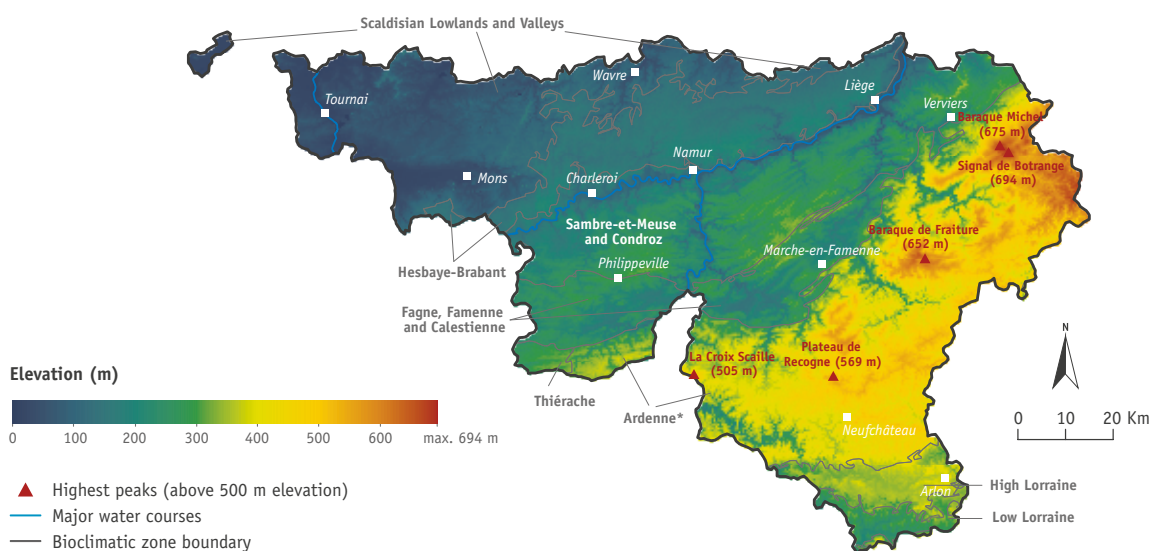 Scaldisian Lowlands and Valleys
Wavre
Liège
Tournai
Verviers
Baraque Michel
(675 m)
Signal de Botrange
(694 m)
Namur
Mons
Charleroi
Sambre-et-Meuse
and Condroz
Baraque de Fraiture
(652 m)
Marche-en-Famenne
Hesbaye-Brabant
Philippeville
Fagne, Famenne
and Calestienne
N
La Croix Scaille
(505 m)
Plateau de
Recogne (569 m)
Elevation (m)
Thiérache
Ardenne*
0 10 20 Km
Neufchâteau
0 100 200 300 400 500 600 max. 694 m
Arlon
High Lorraine
Low Lorraine
Highest peaks (above 500 m elevation)
Major water courses
Bioclimatic zone boundary